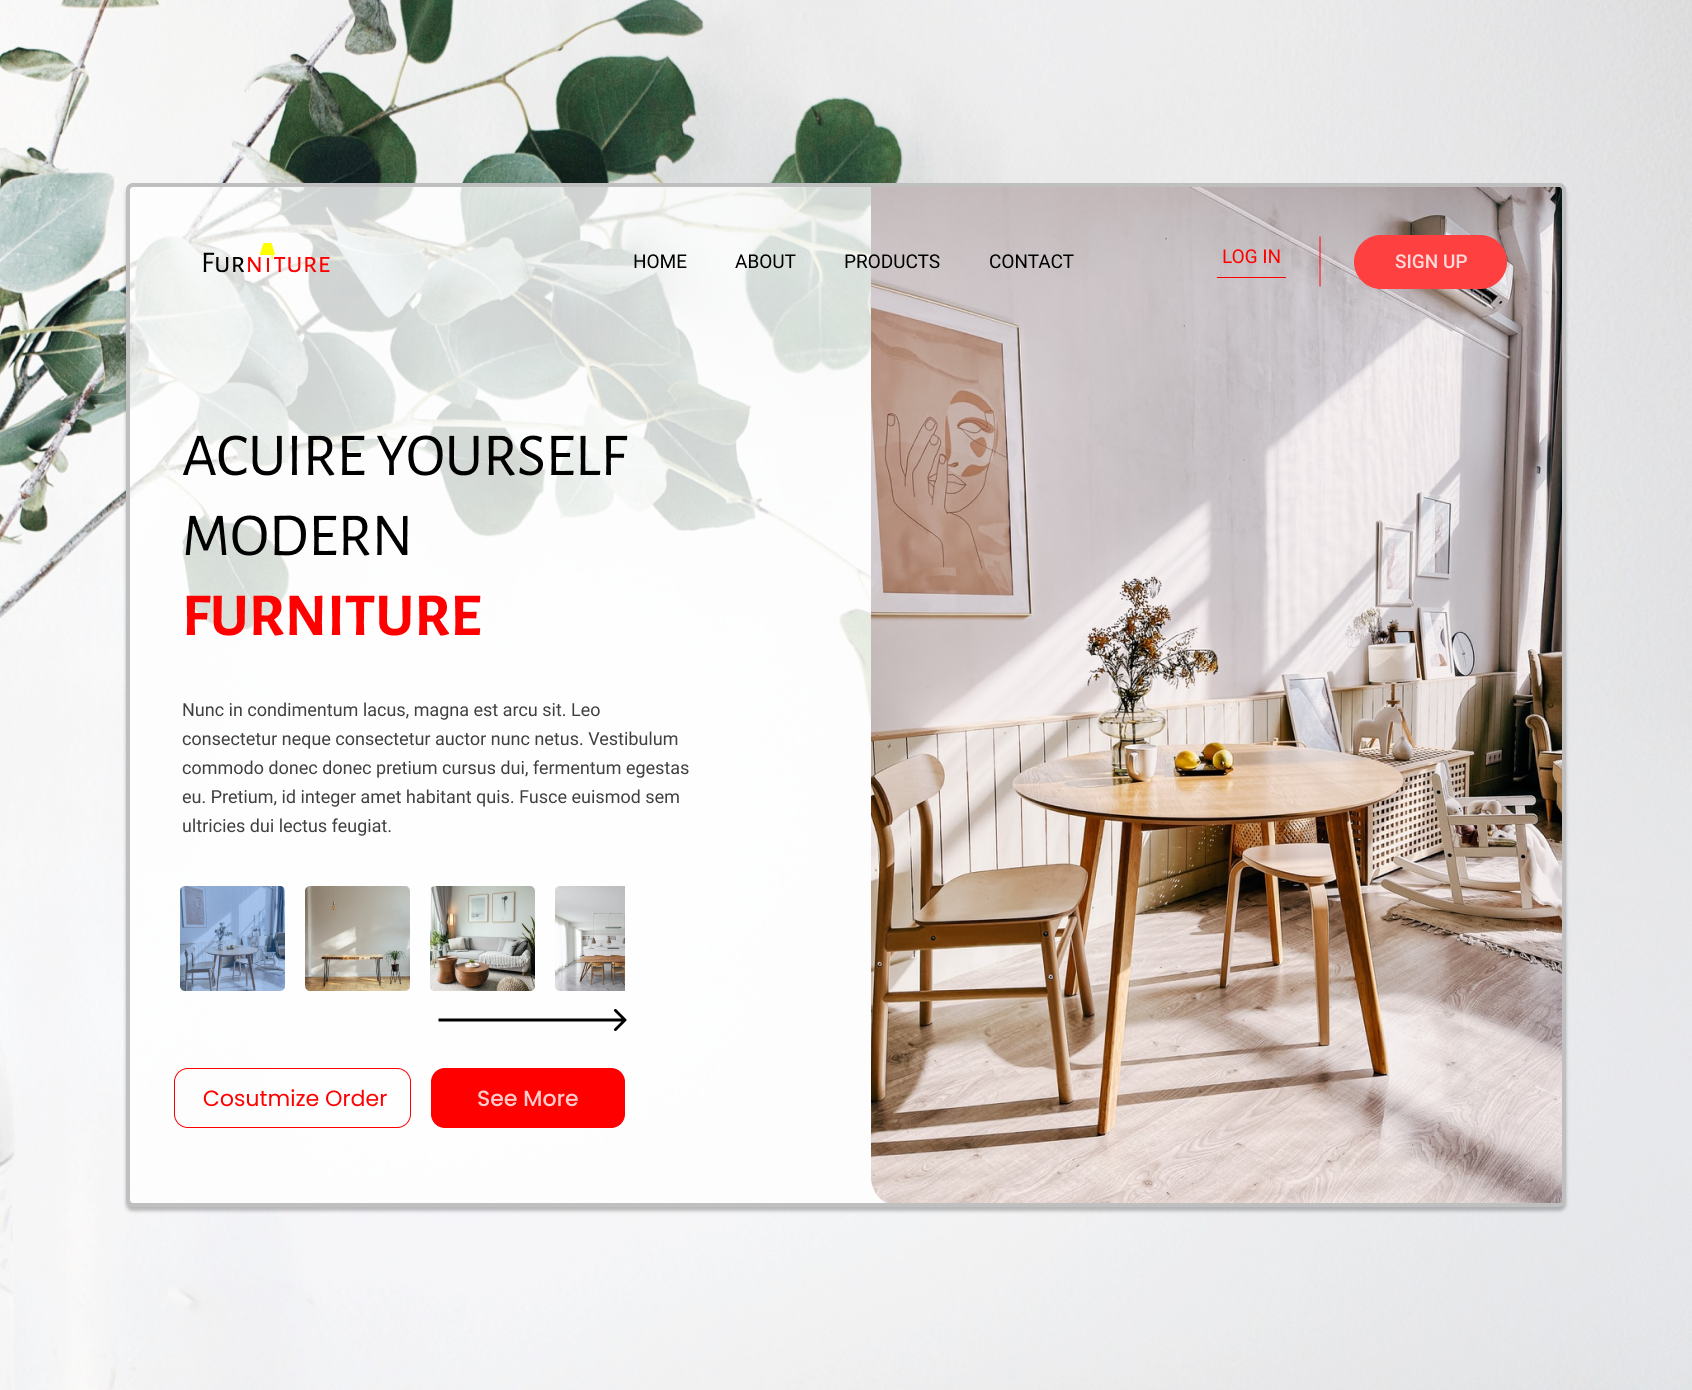 FURNITURE
HOME ABOUT PRODUCTS CONTACT LOG IN SIGN UP
ACUIRE YOURSELF
MODERN
FURNITURE
Nunc in condimentum lacus, magna est arcu sit. Leo
consectetur neque consectetur auctor nunc netus. Vestibulum
commodo donec donec pretium cursus dui, fermentum egestas
eu. Pretium, id integer amet habitant quis. Fusce euismod sem
ultricies dui lectus feugiat.
Cosutmize Order See More